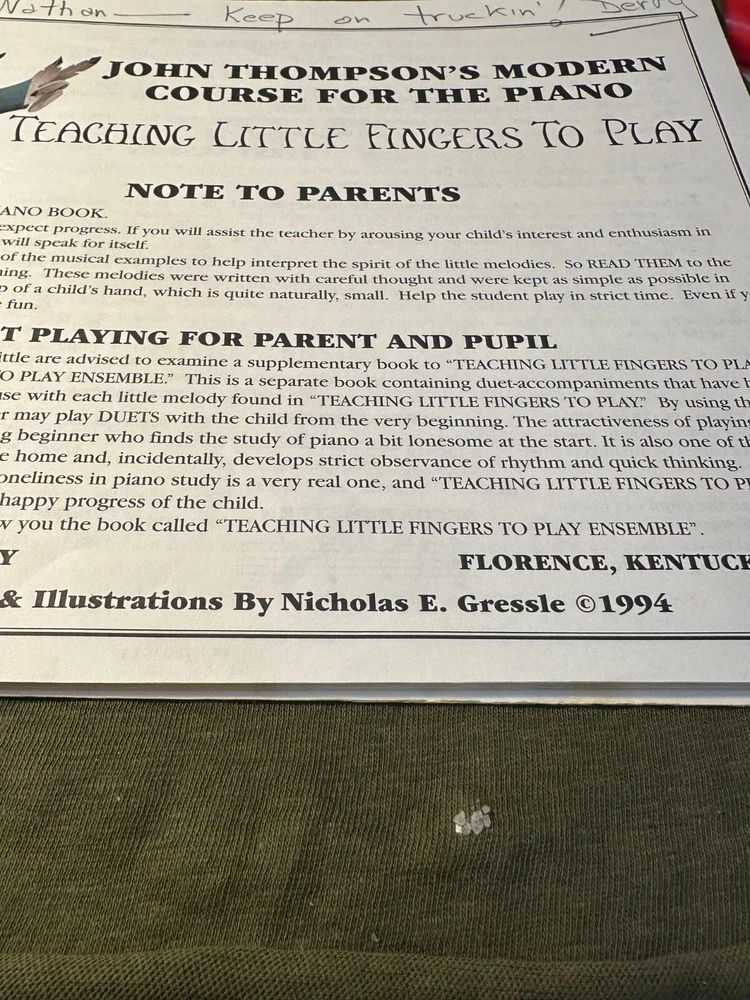 Nathan — Keep on truckin'!
JOHN THOMPSON'S MODERN
COURSE FOR THE PIANO
TEACHING LITTLE FINGERS TO PLAY
NOTE TO PARENTS
ANO BOOK.
expect progress. If you will assist the teacher by arousing your child's interest and enthusiasm in
will speak for itself.
of the musical examples to help interpret the spirit of the little melodies. So READ THEM to the
ning. These melodies were written with careful thought and were kept as simple as possible in
p of a child's hand, which is quite naturally, small. Help the student play in strict time. Even if y
e fun.
T PLAYING FOR PARENT AND PUPIL
ittle are advised to examine a supplementary book to “TEACHING LITTLE FINGERS TO PLA
O PLAY ENSEMBLE.” This is a separate book containing duet-accompaniments that have b
use with each little melody found in “TEACHING LITTLE FINGERS TO PLAY.” By using th
er may play DUETS with the child from the very beginning. The attractiveness of playing
g beginner who finds the study of piano a bit lonesome at the start. It is also one of th
e home and, incidentally, develops strict observance of rhythm and quick thinking.
oneliness in piano study is a very real one, and “TEACHING LITTLE FINGERS TO PL
happy progress of the child.
w you the book called “TEACHING LITTLE FINGERS TO PLAY ENSEMBLE”.
Y FLORENCE, KENTUCK
& Illustrations By Nicholas E. Gressle ©1994